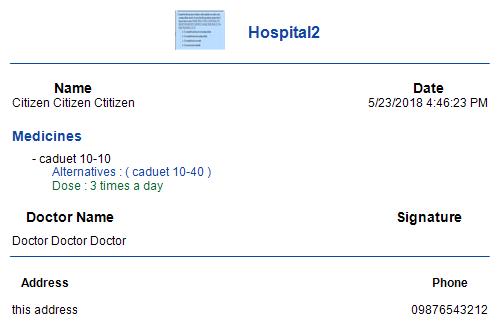 Hospital2
Name Date
Citizen Citizen Ctitizen 5/23/2018 4:46:23 PM
Medicines
- caduet 10-10
Alternatives : ( caduet 10-40 )
Dose : 3 times a day
Doctor Name Signature
Doctor Doctor Doctor
Address Phone
this address 09876543212